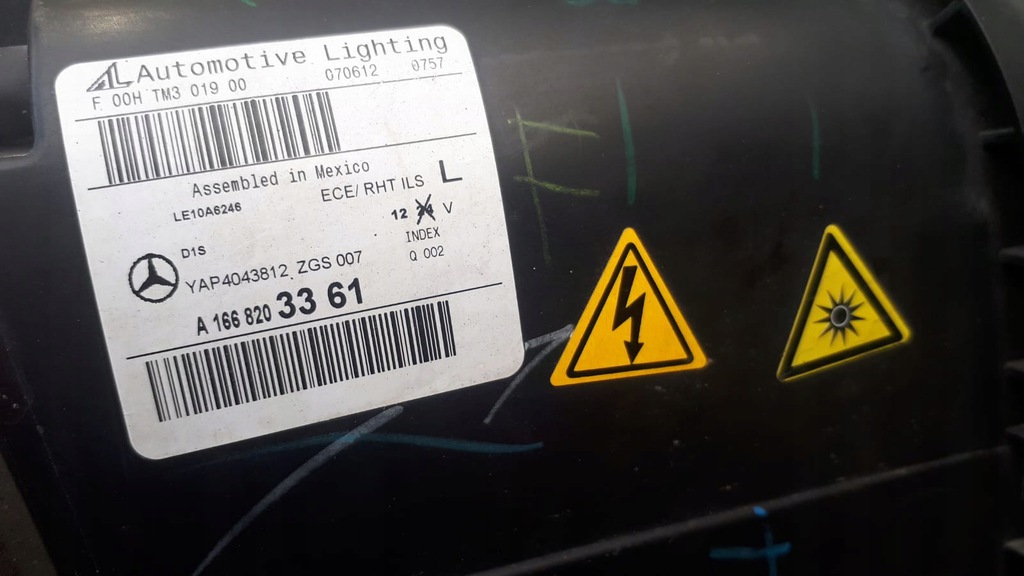 AL Automotive Lighting
F 00H TM3 019 00 070612 0757
Assembled in Mexico
LE10A6246 ECE/ RHT ILS L
12 24 V
D1S INDEX
YAP4043812 ZGS 007 Q 002
A 166 820 33 61